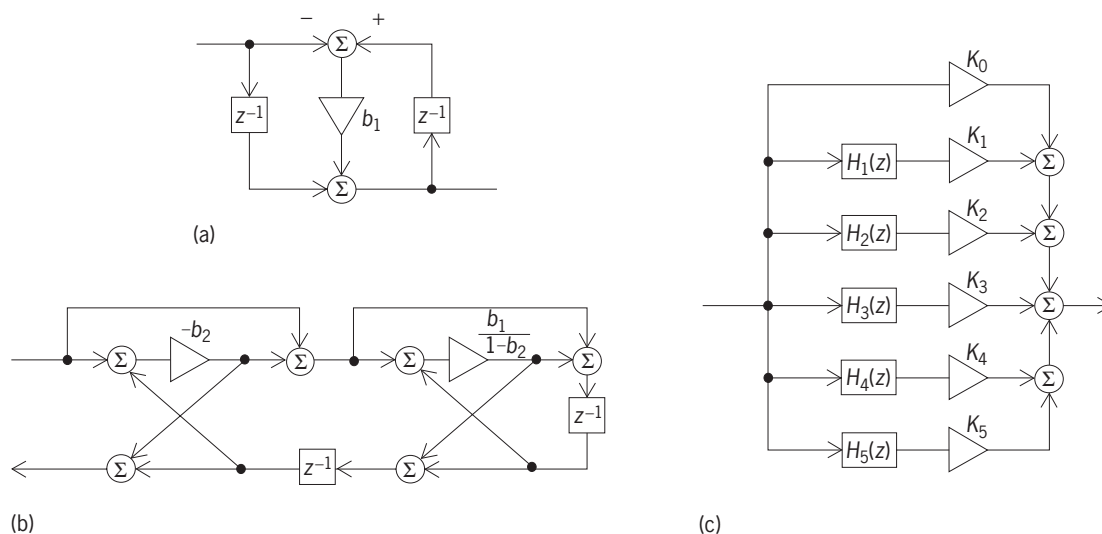 − +
Σ
z⁻¹ b₁ z⁻¹
Σ
(a)
−b₂ b₁
1−b₂
Σ Σ Σ Σ
z⁻¹
Σ z⁻¹ Σ
(b)
K₀
H₁(z) K₁ Σ
H₂(z) K₂ Σ
H₃(z) K₃ Σ
H₄(z) K₄ Σ
H₅(z) K₅
(c)